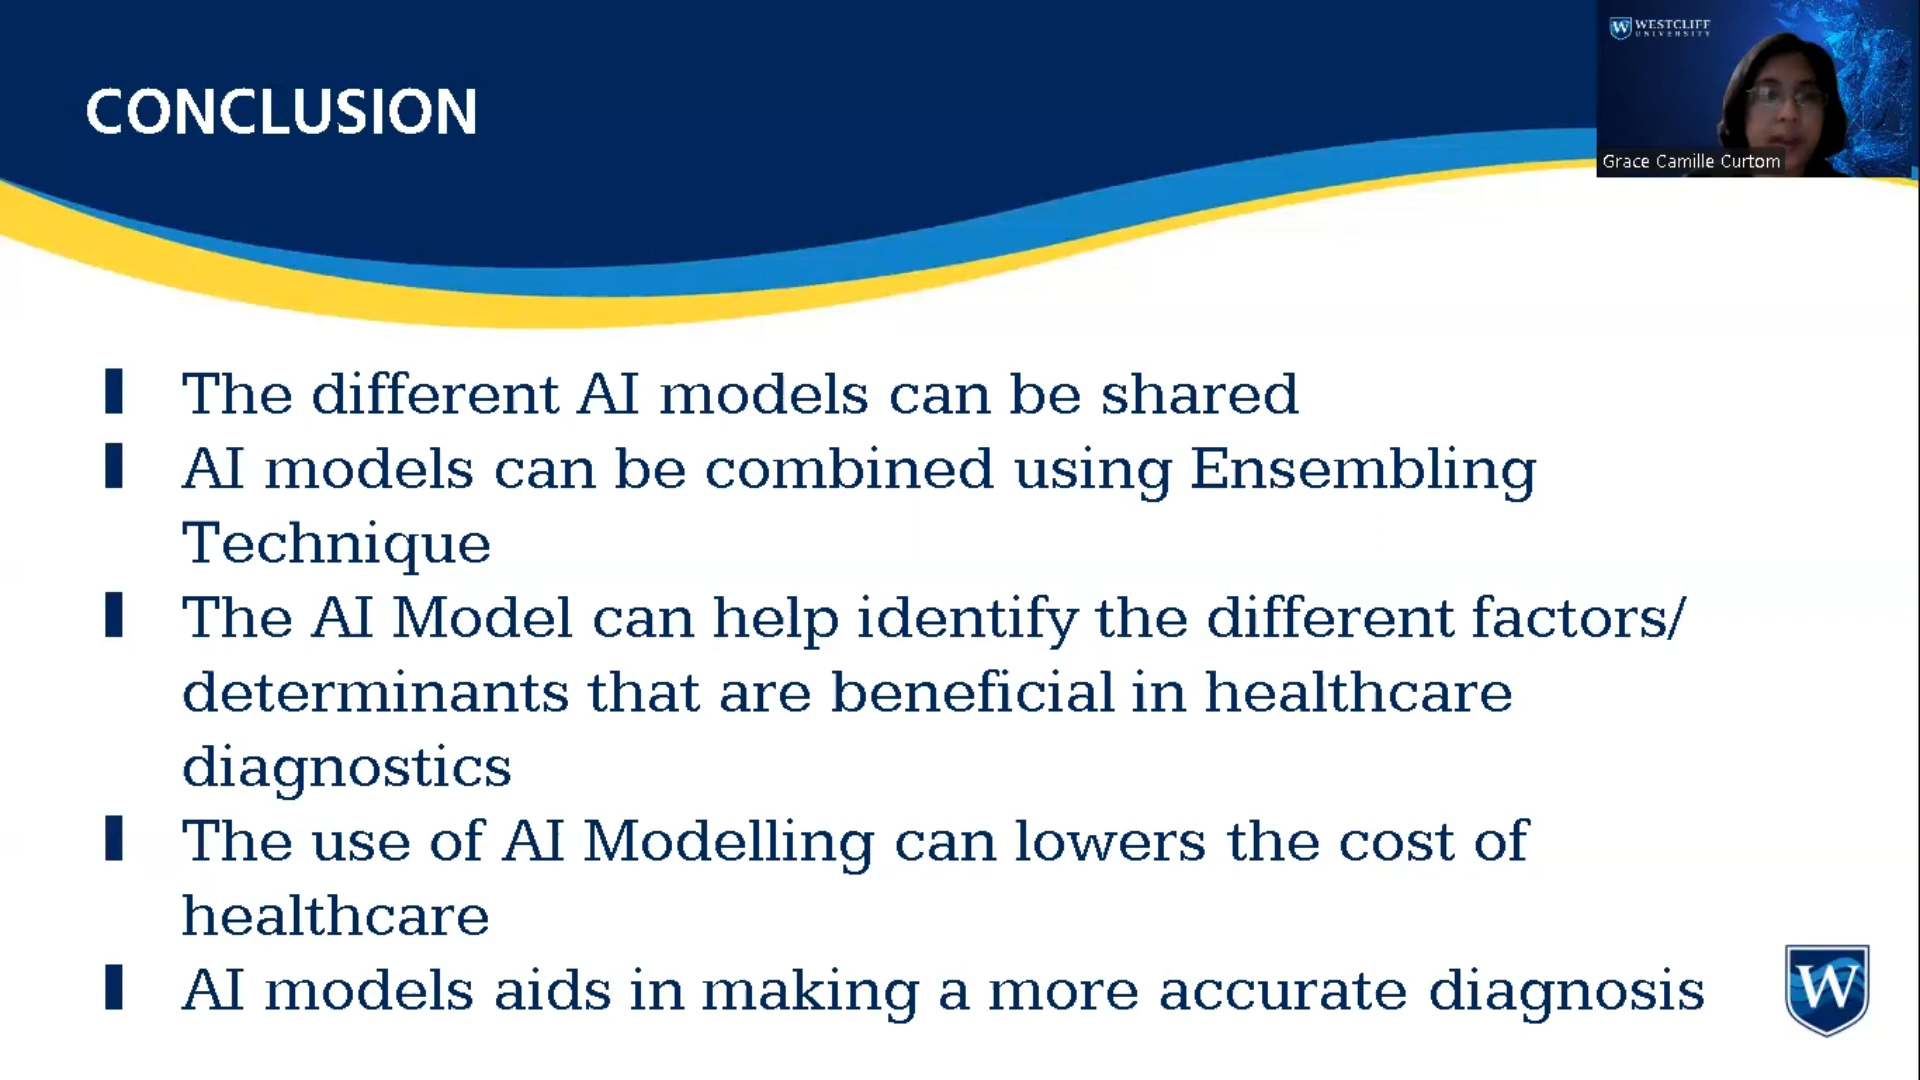 WESTCLIFF
UNIVERSITY
CONCLUSION
Grace Camille Curtom
The different AI models can be shared
AI models can be combined using Ensembling
Technique
The AI Model can help identify the different factors/
determinants that are beneficial in healthcare
diagnostics
The use of AI Modelling can lowers the cost of
healthcare
AI models aids in making a more accurate diagnosis
W